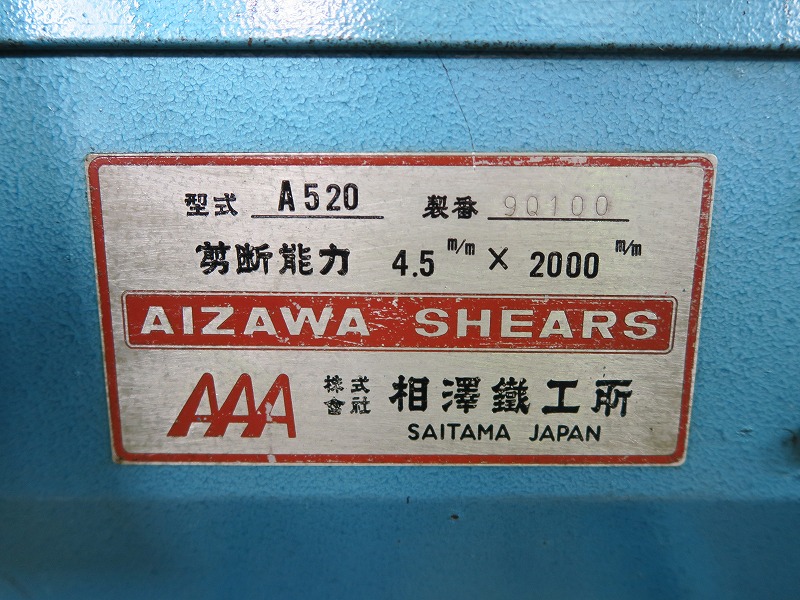 型式 A520 製番 9Q100
剪断能力 4.5 m/m × 2000 m/m
AIZAWA SHEARS
AAA 株式會社 相澤鐵工所
SAITAMA JAPAN